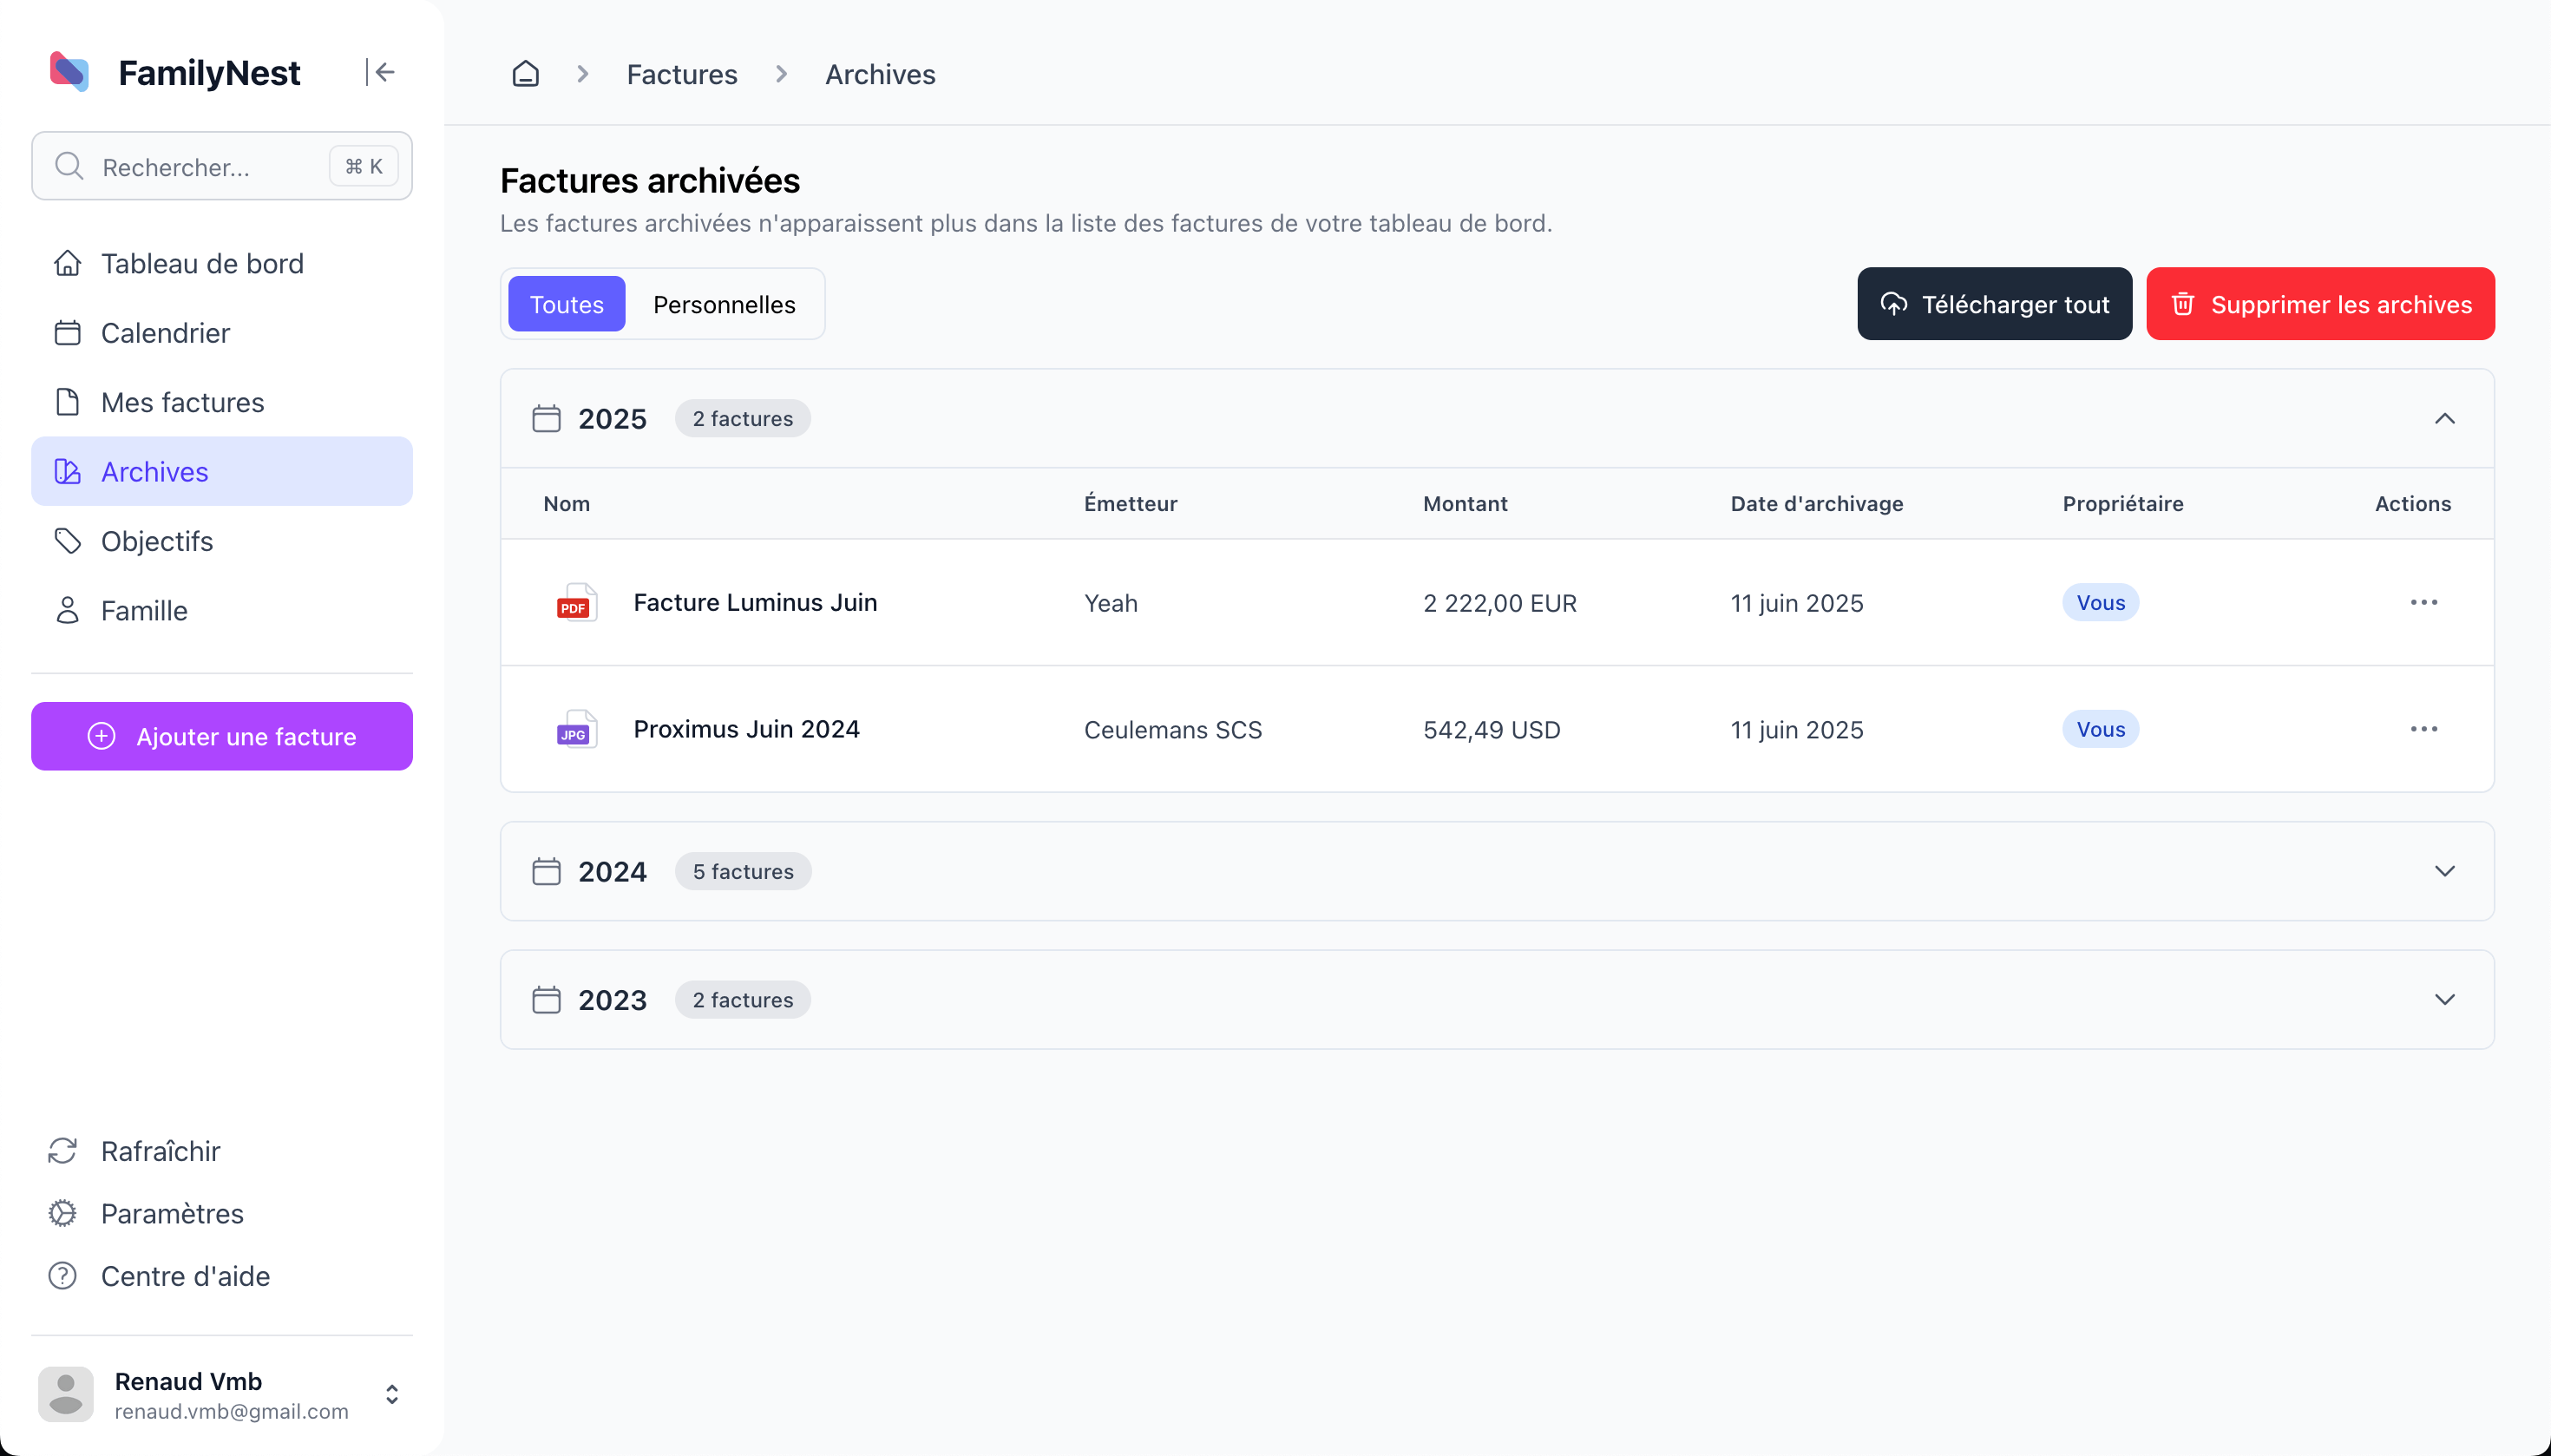 FamilyNest
Rechercher...
⌘ K
Tableau de bord
Calendrier
Mes factures
Archives
Objectifs
Famille
Ajouter une facture
Rafraîchir
Paramètres
Centre d'aide
Renaud Vmb
renaud.vmb@gmail.com
Factures
Archives
Factures archivées
Les factures archivées n'apparaissent plus dans la liste des factures de votre tableau de bord.
Toutes
Personnelles
Télécharger tout
Supprimer les archives
2025 2 factures
Nom Émetteur Montant Date d'archivage Propriétaire Actions
PDF Facture Luminus Juin Yeah 2 222,00 EUR 11 juin 2025 Vous
JPG Proximus Juin 2024 Ceulemans SCS 542,49 USD 11 juin 2025 Vous
2024 5 factures
2023 2 factures